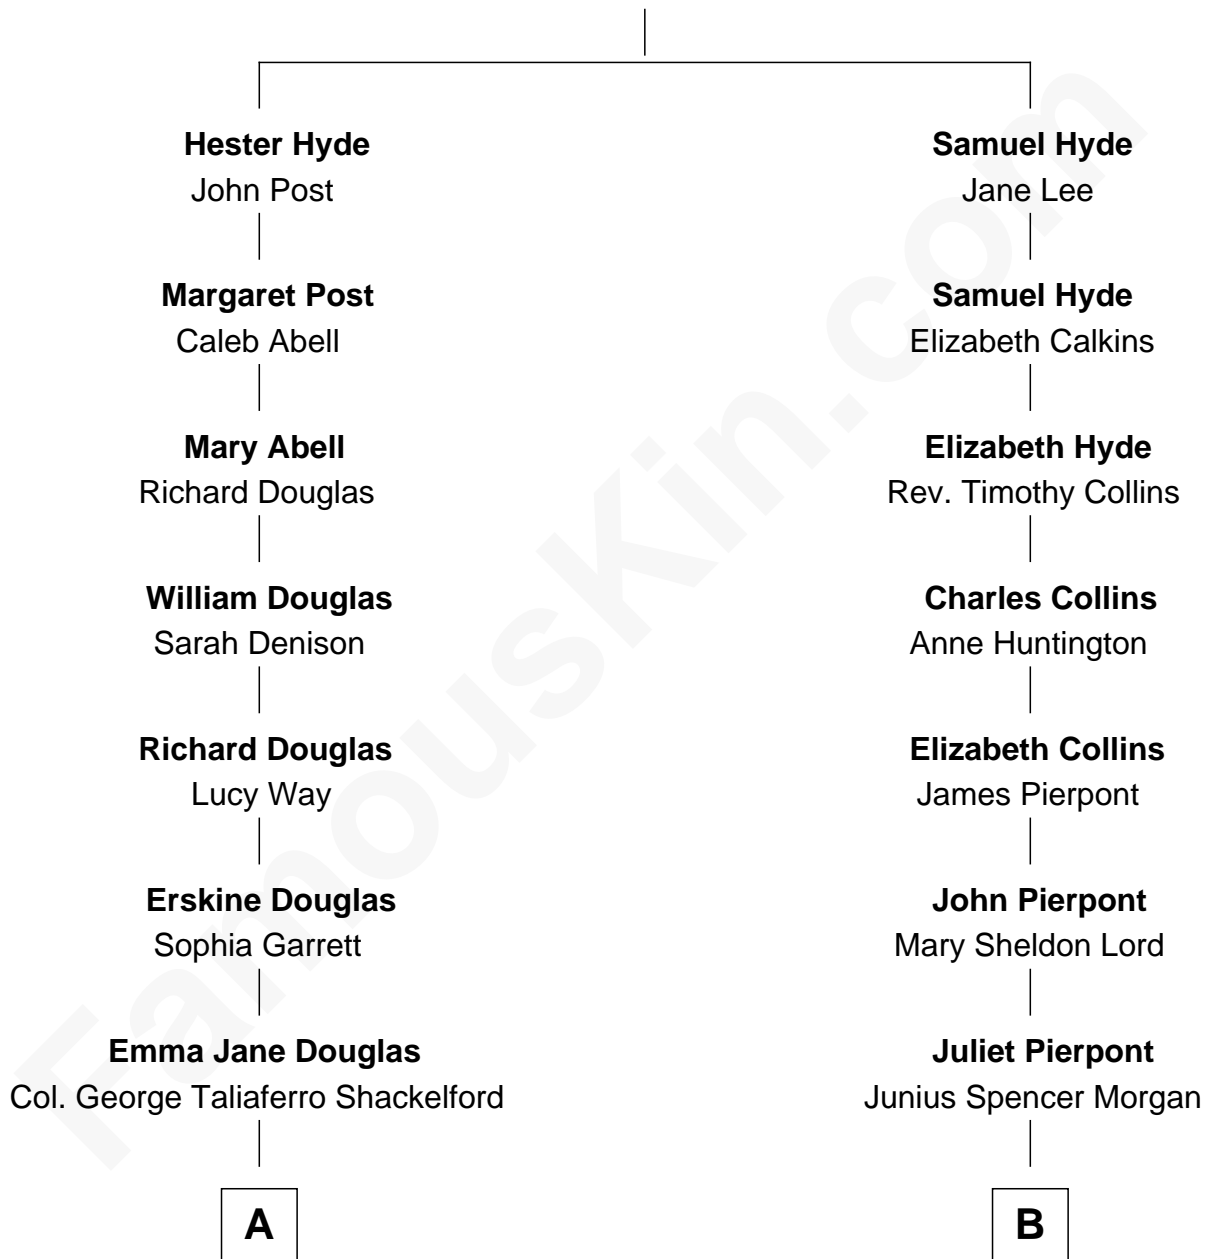 Hester Hyde
John Post
Margaret Post
Caleb Abell
Mary Abell
Richard Douglas
William Douglas
Sarah Denison
Richard Douglas
Lucy Way
Erskine Douglas
Sophia Garrett
Emma Jane Douglas
Col. George Taliaferro Shackelford
A
Samuel Hyde
Jane Lee
Samuel Hyde
Elizabeth Calkins
Elizabeth Hyde
Rev. Timothy Collins
Charles Collins
Anne Huntington
Elizabeth Collins
James Pierpont
John Pierpont
Mary Sheldon Lord
Juliet Pierpont
Junius Spencer Morgan
B
FamousKin.com